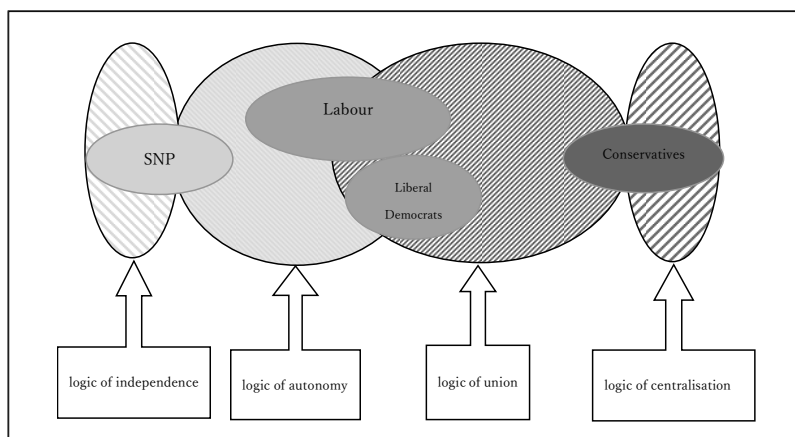 Labour
SNP
Conservatives
Liberal
Democrats
logic of independence
logic of autonomy
logic of union
logic of centralisation